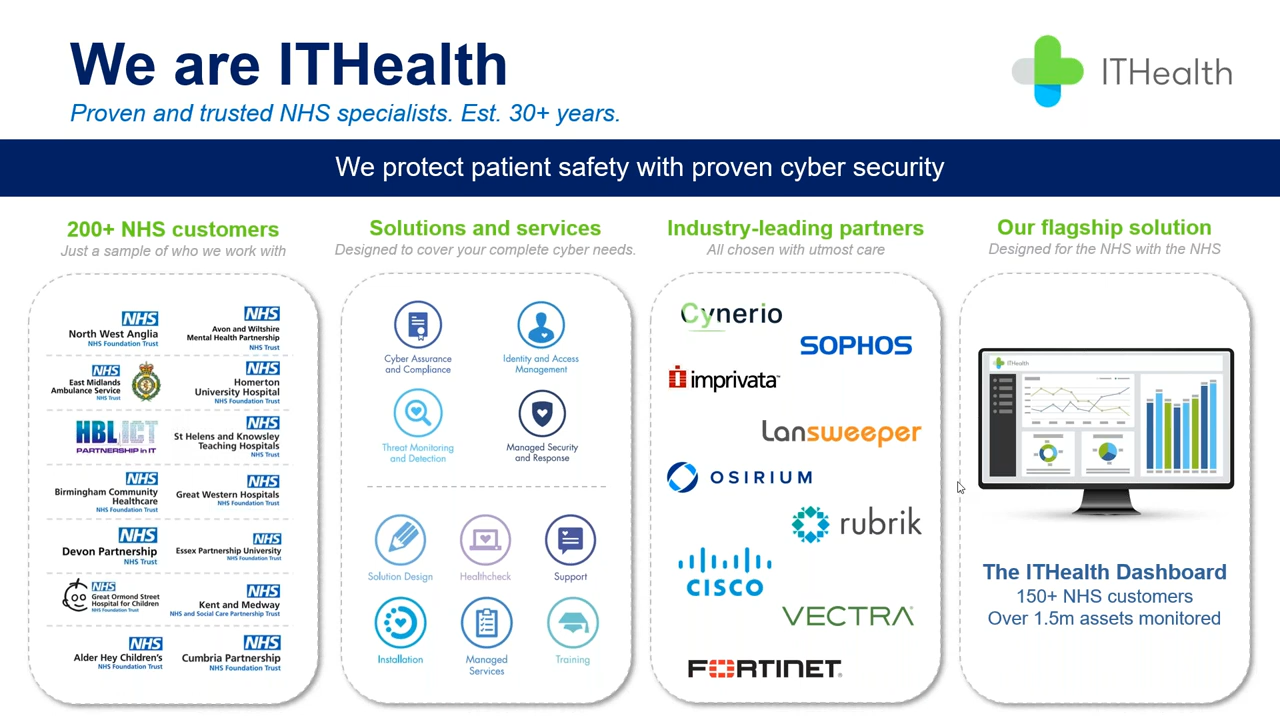 We are ITHealth
Proven and trusted NHS specialists. Est. 30+ years.
ITHealth
We protect patient safety with proven cyber security
200+ NHS customers
Just a sample of who we work with
NHS
North West Anglia
NHS Foundation Trust
NHS
Avon and Wiltshire
Mental Health Partnership
NHS Trust
NHS
East Midlands
Ambulance Service
NHS Trust
NHS
Homerton
University Hospital
NHS Foundation Trust
HBL ICT
PARTNERSHIP in IT
NHS
St Helens and Knowsley
Teaching Hospitals
NHS Trust
NHS
Birmingham Community
Healthcare
NHS Foundation Trust
NHS
Great Western Hospitals
NHS Foundation Trust
NHS
Devon Partnership
NHS Trust
NHS
Essex Partnership University
NHS Foundation Trust
NHS
Great Ormond Street
Hospital for Children
NHS Foundation Trust
NHS
Kent and Medway
NHS and Social Care Partnership Trust
NHS
Alder Hey Children's
NHS Foundation Trust
NHS
Cumbria Partnership
NHS Foundation Trust
Solutions and services
Designed to cover your complete cyber needs.
Cyber Assurance
and Compliance
Identity and Access
Management
Threat Monitoring
and Detection
Managed Security
and Response
Solution Design
Healthcheck
Support
Installation
Managed
Services
Training
Industry-leading partners
All chosen with utmost care
Cynerio
SOPHOS
imprivata
Lansweeper
OSIRIUM
rubrik
CISCO
VECTRA
FORTINET
Our flagship solution
Designed for the NHS with the NHS
ITHealth
The ITHealth Dashboard
150+ NHS customers
Over 1.5m assets monitored